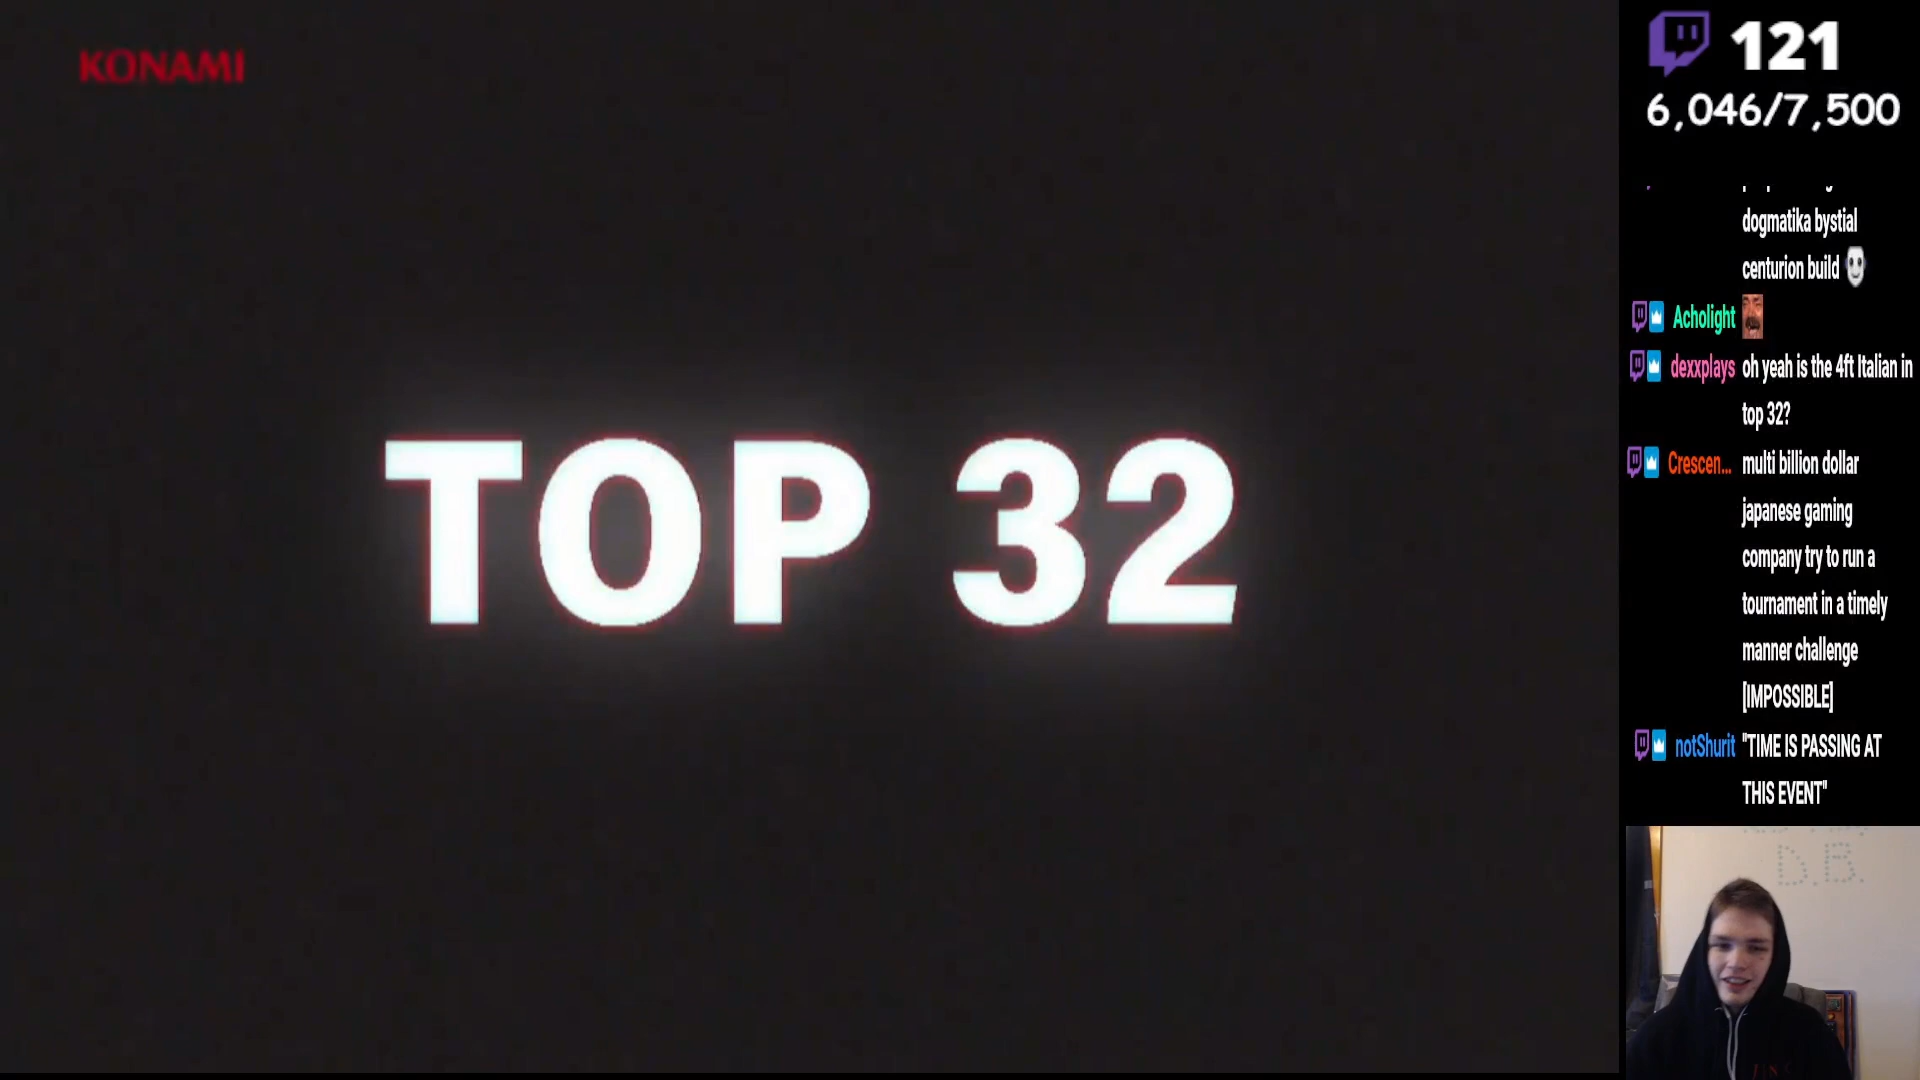 KONAMI
TOP 32
121
6,046/7,500
dogmatika bystial
centurion build
Acholight
dexxplays oh yeah is the 4ft Italian in
top 32?
Crescen... multi billion dollar
japanese gaming
company try to run a
tournament in a timely
manner challenge
[IMPOSSIBLE]
notShurit "TIME IS PASSING AT
THIS EVENT"
D.B.